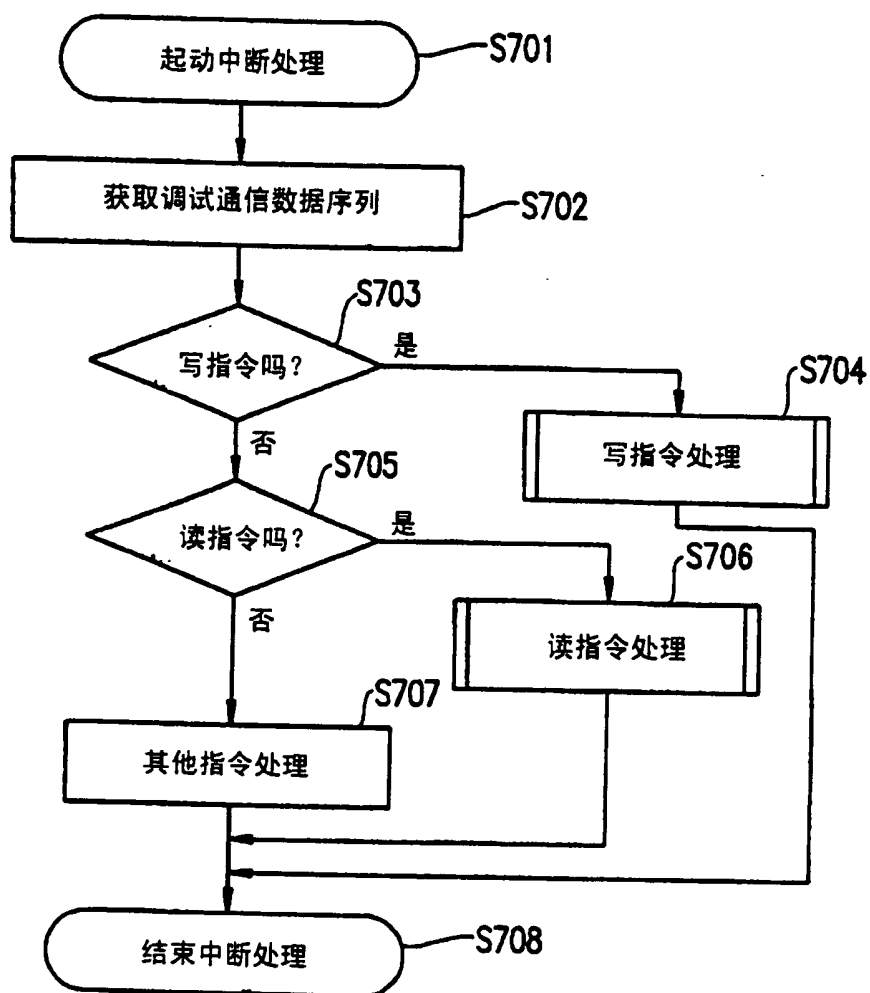 起动中断处理
S701
获取调试通信数据序列
S702
S703
写指令吗?
是
S704
写指令处理
否
S705
读指令吗?
是
S706
读指令处理
否
S707
其他指令处理
结束中断处理
S708